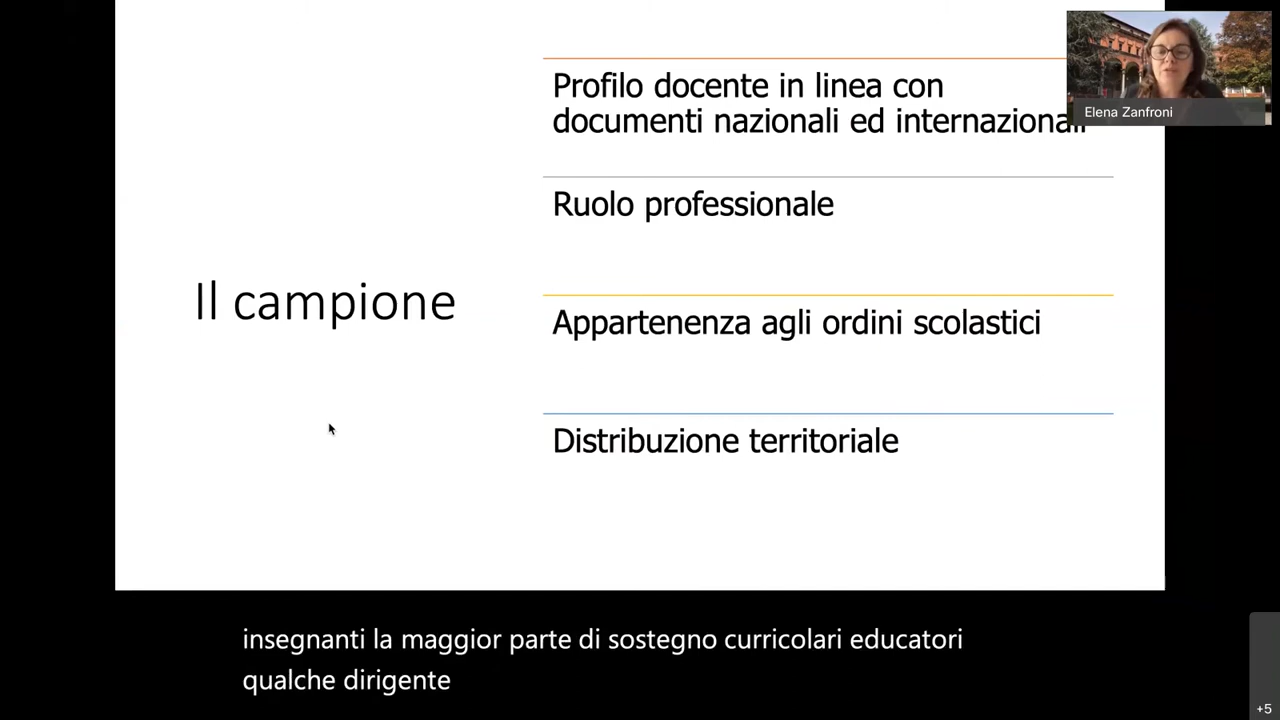 Profilo docente in linea con
documenti nazionali ed internazionali
Elena Zanfroni
Ruolo professionale
Il campione
Appartenenza agli ordini scolastici
Distribuzione territoriale
insegnanti la maggior parte di sostegno curricolari educatori
qualche dirigente
+5